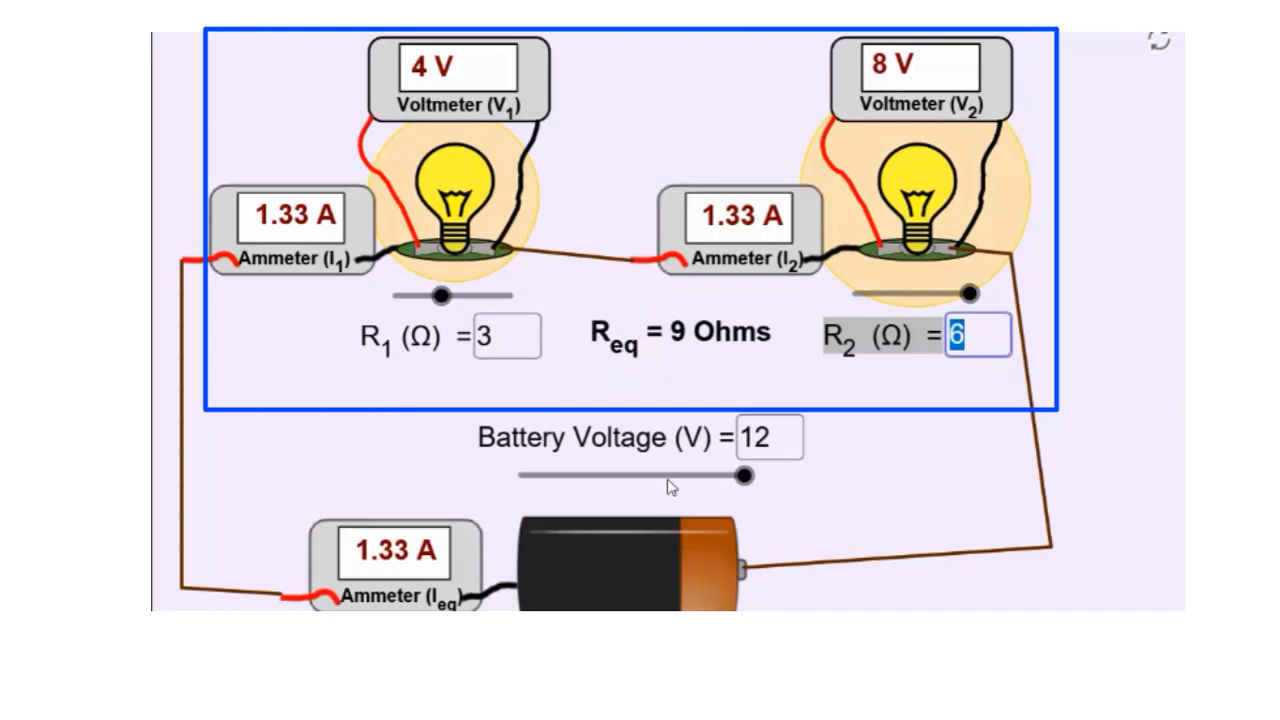 4 V
Voltmeter (V1)
8 V
Voltmeter (V2)
1.33 A
Ammeter (I1)
1.33 A
Ammeter (I2)
R1 (Ω) = 3
Req = 9 Ohms
R2 (Ω) = 6
Battery Voltage (V) = 12
1.33 A
Ammeter (Ieq)